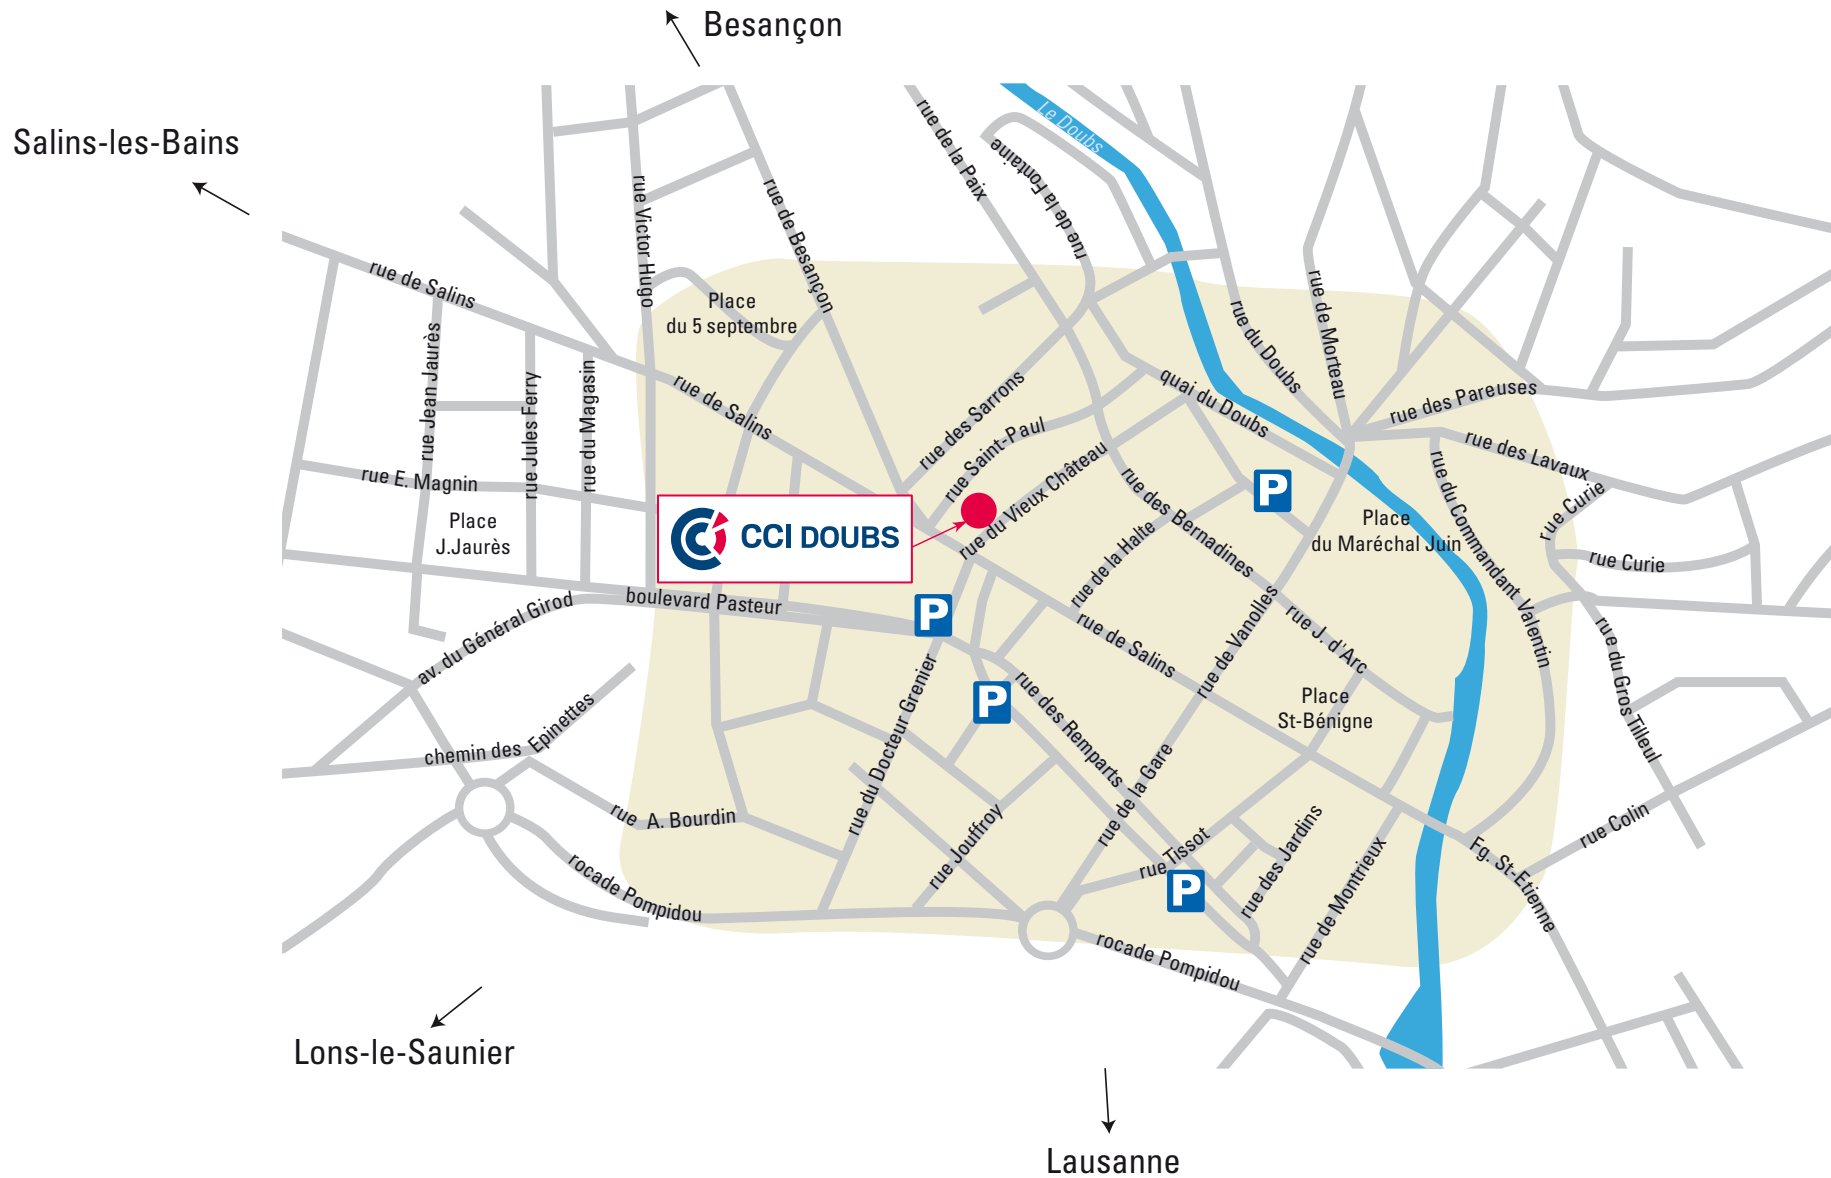 Besançon
Salins-les-Bains
Le Doubs
rue de la Paix
rue de la Fontaine
rue Victor Hugo
rue de Besançon
rue de Salins
Place
du 5 septembre
rue du Doubs
rue de Morteau
rue Jean Jaurès
rue Jules Ferry
rue du Magasin
rue de Salins
rue des Sarrons
quai du Doubs
rue des Pareuses
rue Saint-Paul
rue du Vieux Château
rue des Lavaux
rue E. Magnin
Place
J.Jaurès
CCI DOUBS
P
rue des Bernadines
rue de la Halte
Place
du Maréchal Juin
rue du Commandant Valentin
rue Curie
rue Curie
boulevard Pasteur
P
av. du Général Girod
rue de Salins
rue de Vanolles
rue J. d'Arc
rue du Gros Tilleul
rue du Docteur Grenier
P
rue des Remparts
Place
St-Bénigne
chemin des Epinettes
rue A. Bourdin
rue de la Gare
rue Jouffroy
rue Tissot
P
rue des Jardins
rue de Montrieux
Fg. St-Etienne
rue Colin
rocade Pompidou
rocade Pompidou
Lons-le-Saunier
Lausanne